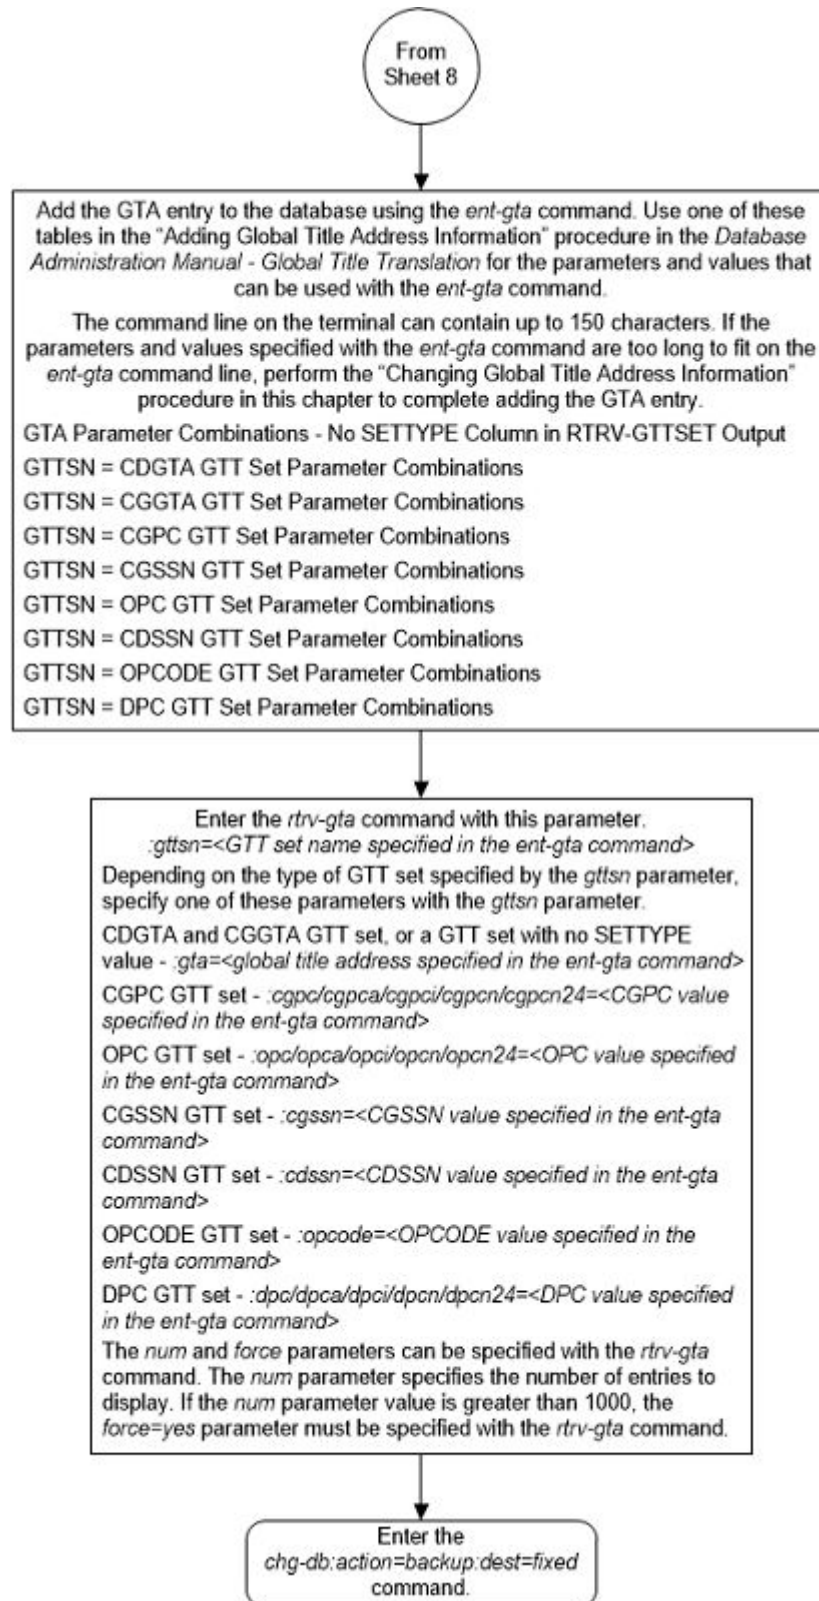 From
Sheet 8
Add the GTA entry to the database using the ent-gta command. Use one of these
tables in the “Adding Global Title Address Information” procedure in the Database
Administration Manual - Global Title Translation for the parameters and values that
can be used with the ent-gta command.
The command line on the terminal can contain up to 150 characters. If the
parameters and values specified with the ent-gta command are too long to fit on the
ent-gta command line, perform the “Changing Global Title Address Information”
procedure in this chapter to complete adding the GTA entry.
GTA Parameter Combinations - No SETTYPE Column in RTRV-GTTSET Output
GTTSN = CDGTA GTT Set Parameter Combinations
GTTSN = CGGTA GTT Set Parameter Combinations
GTTSN = CGPC GTT Set Parameter Combinations
GTTSN = CGSSN GTT Set Parameter Combinations
GTTSN = OPC GTT Set Parameter Combinations
GTTSN = CDSSN GTT Set Parameter Combinations
GTTSN = OPCODE GTT Set Parameter Combinations
GTTSN = DPC GTT Set Parameter Combinations
Enter the rtrv-gta command with this parameter.
:gttsn=<GTT set name specified in the ent-gta command>
Depending on the type of GTT set specified by the gttsn parameter,
specify one of these parameters with the gttsn parameter.
CDGTA and CGGTA GTT set, or a GTT set with no SETTYPE
value - :gta=<global title address specified in the ent-gta command>
CGPC GTT set - :cgpc/cgpca/cgpci/cgpcn/cgpcn24=<CGPC value
specified in the ent-gta command>
OPC GTT set - :opc/opca/opci/opcn/opcn24=<OPC value specified
in the ent-gta command>
CGSSN GTT set - :cgssn=<CGSSN value specified in the ent-gta
command>
CDSSN GTT set - :cdssn=<CDSSN value specified in the ent-gta
command>
OPCODE GTT set - :opcode=<OPCODE value specified in the
ent-gta command>
DPC GTT set - :dpc/dpca/dpci/dpcn/dpcn24=<DPC value specified
in the ent-gta command>
The num and force parameters can be specified with the rtrv-gta
command. The num parameter specifies the number of entries to
display. If the num parameter value is greater than 1000, the
force=yes parameter must be specified with the rtrv-gta command.
Enter the
chg-db:action=backup:dest=fixed
command.